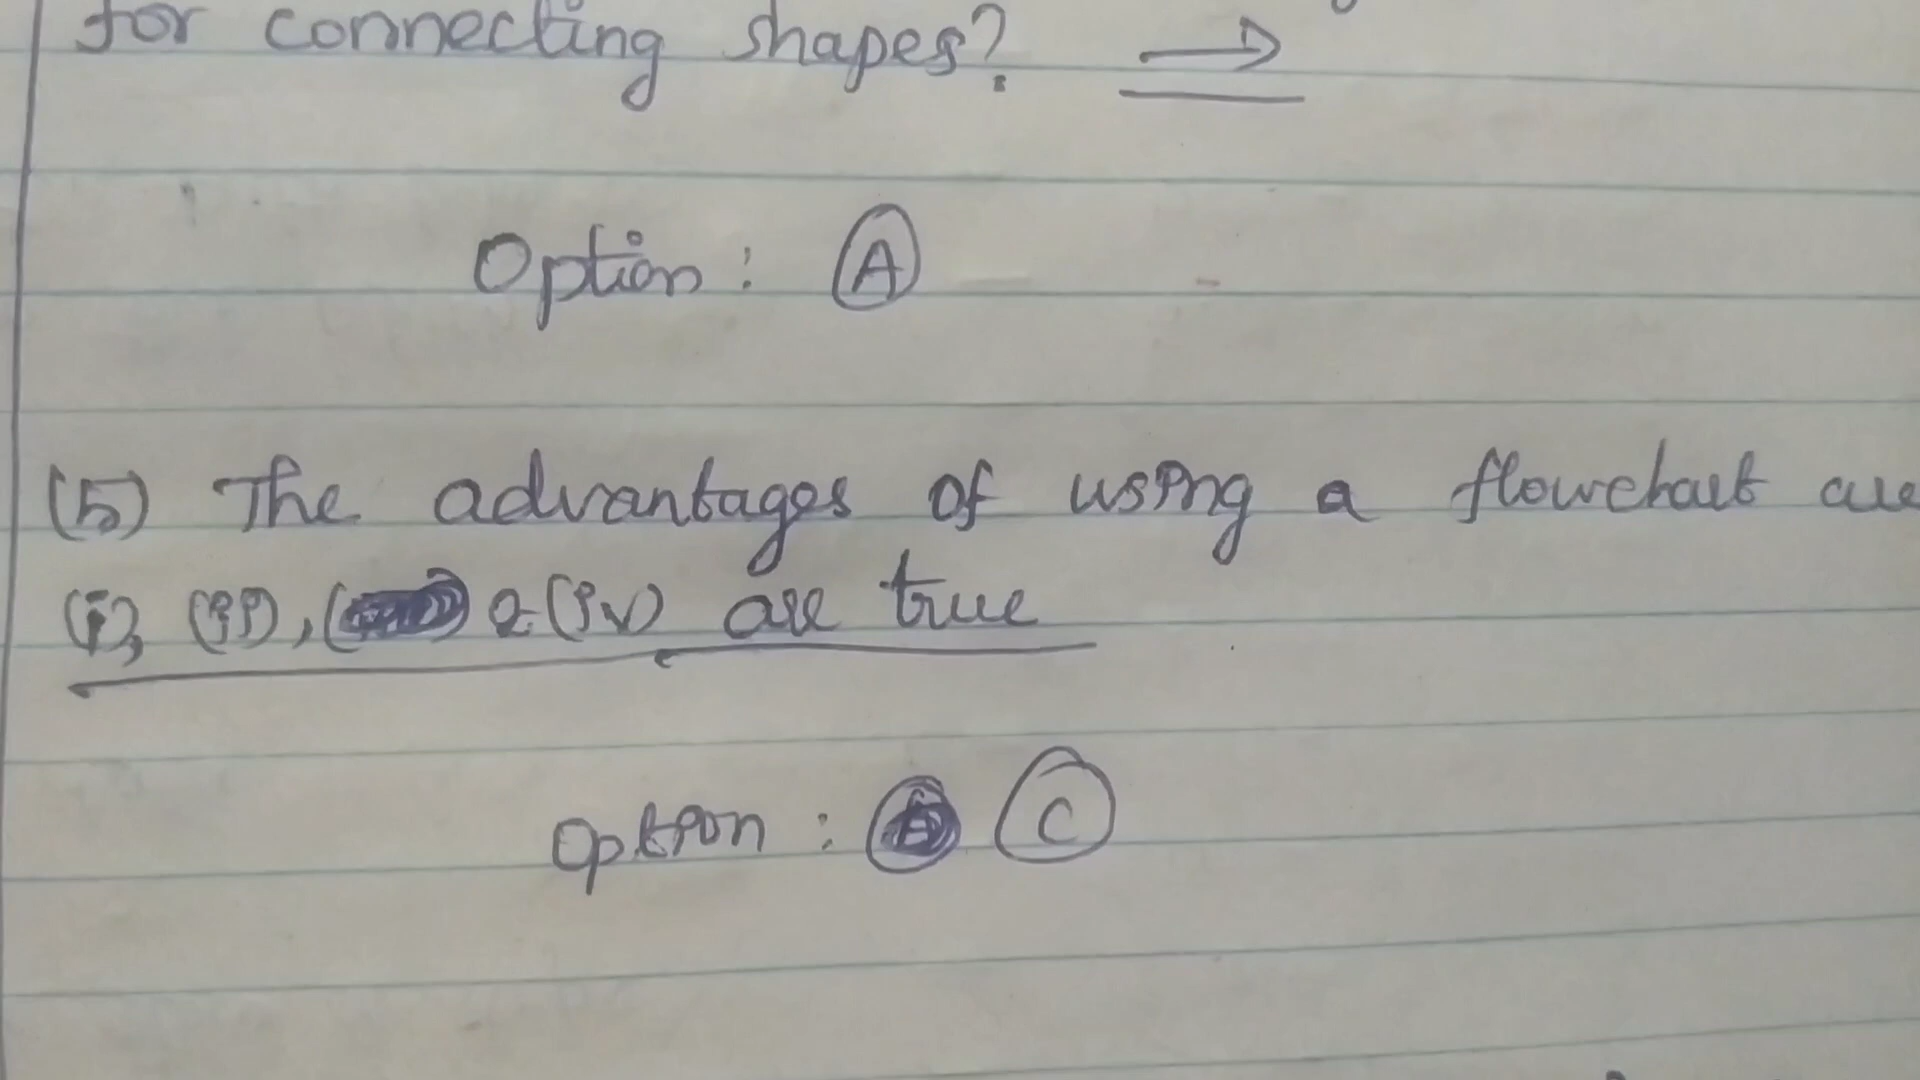 for connecting shapes? →
Option: A
(5) The advantages of using a flowchart are
(i), (ii), ( & (iv) are true
option: C